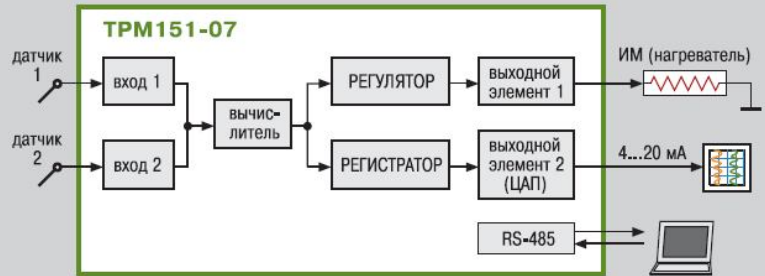 ТРМ151-07
датчик
1
вход 1
датчик
2
вход 2
вычис-
литель
РЕГУЛЯТОР
выходной
элемент 1
ИМ (нагреватель)
РЕГИСТРАТОР
выходной
элемент 2
(ЦАП)
4...20 мА
RS-485